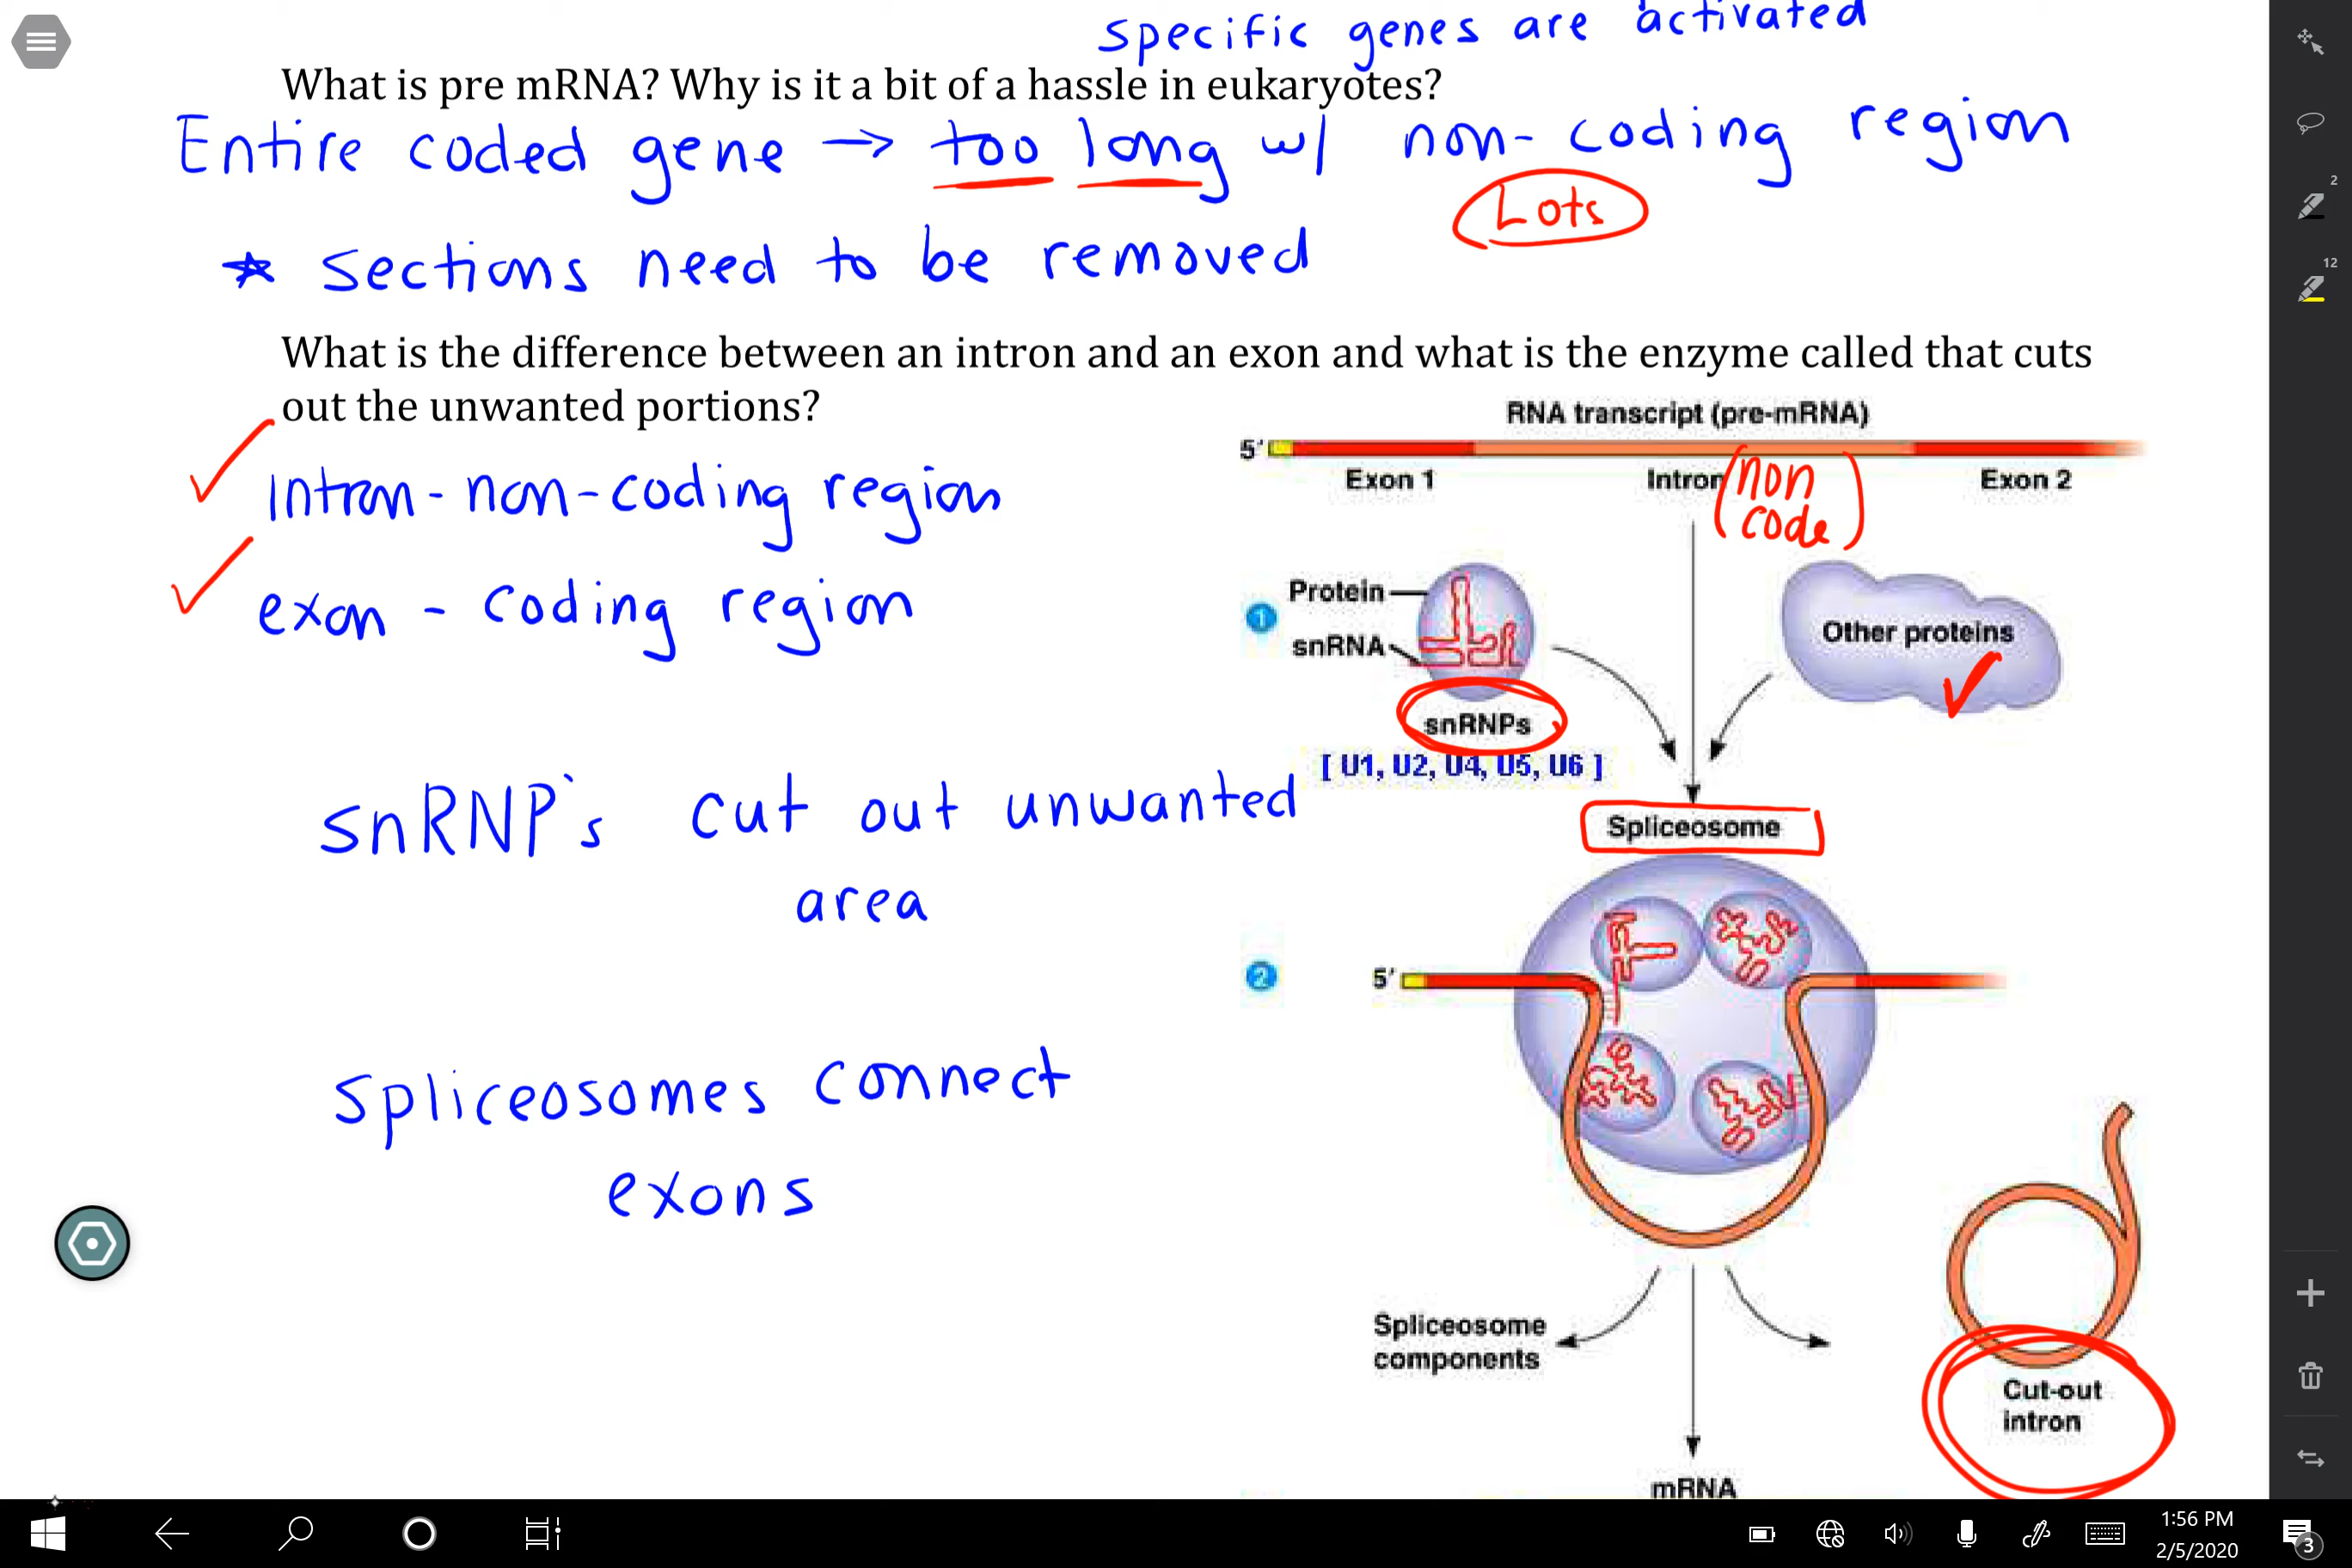 specific genes are activated
What is pre mRNA? Why is it a bit of a hassle in eukaryotes?
Entire coded gene → too long w/ non-coding region
Lots
* sections need to be removed
What is the difference between an intron and an exon and what is the enzyme called that cuts
out the unwanted portions?
RNA transcript (pre-mRNA)
5'
Exon 1
Intron
(non
code)
Exon 2
Intron - non-coding region
exon - coding region
1
Protein
snRNA
snRNPs
[ U1, U2, U4, U5, U6 ]
Other proteins
snRNP's cut out unwanted
area
Spliceosome
2
5'
Spliceosomes connect
exons
Spliceosome
components
Cut-out
intron
mRNA
2
12
1:56 PM
2/5/2020
3